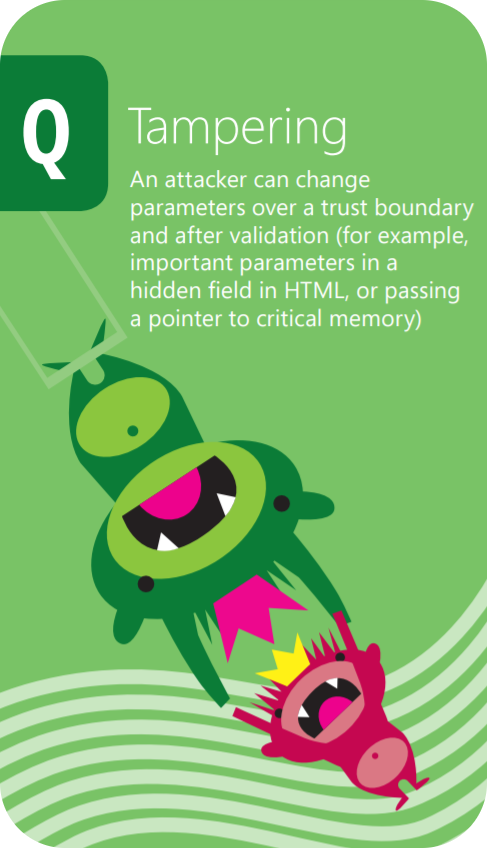 Q
Tampering
An attacker can change
parameters over a trust boundary
and after validation (for example,
important parameters in a
hidden field in HTML, or passing
a pointer to critical memory)